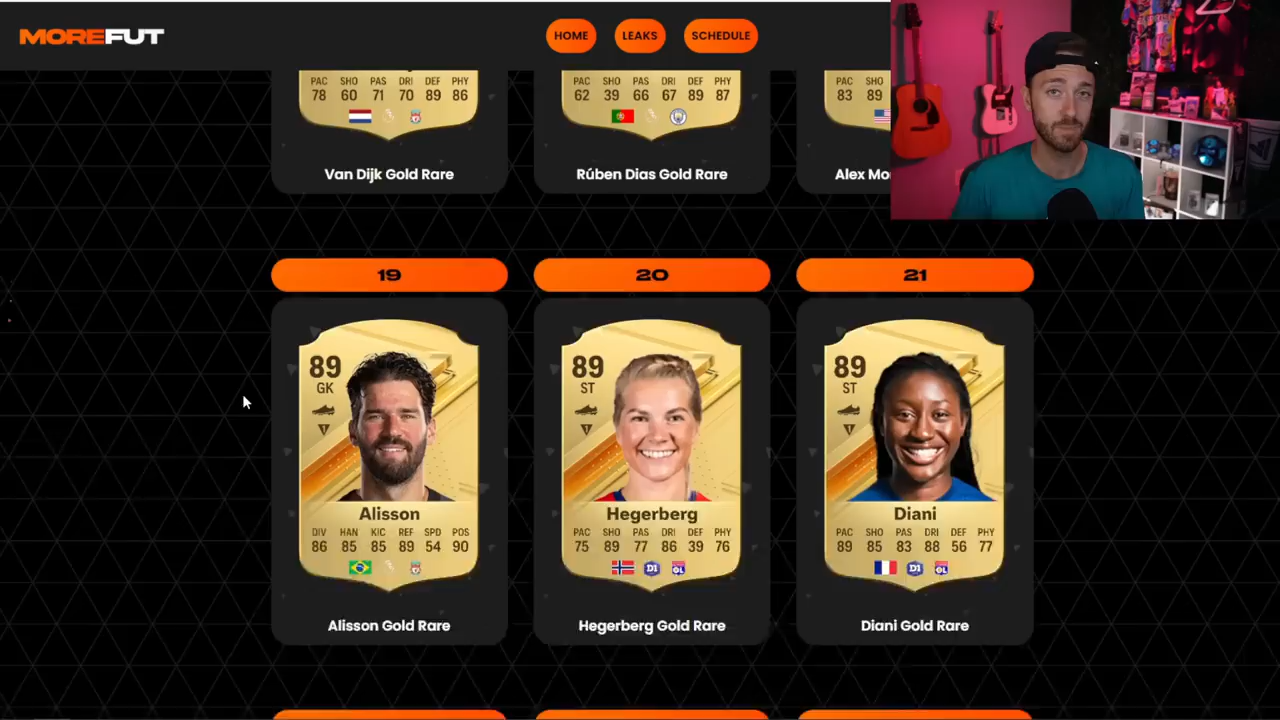 MOREFUT
HOME LEAKS SCHEDULE
PAC SHO PAS DRI DEF PHY
78 60 71 70 89 86
Van Dijk Gold Rare
PAC SHO PAS DRI DEF PHY
62 39 66 67 89 87
Rúben Dias Gold Rare
PAC SHO
83 89
Alex Mo
19
89
GK
Alisson
DIV HAN KIC REF SPD POS
86 85 85 89 54 90
Alisson Gold Rare
20
89
ST
Hegerberg
PAC SHO PAS DRI DEF PHY
75 89 77 86 39 76
D1 OL
Hegerberg Gold Rare
21
89
ST
Diani
PAC SHO PAS DRI DEF PHY
89 85 83 88 56 77
D1 OL
Diani Gold Rare